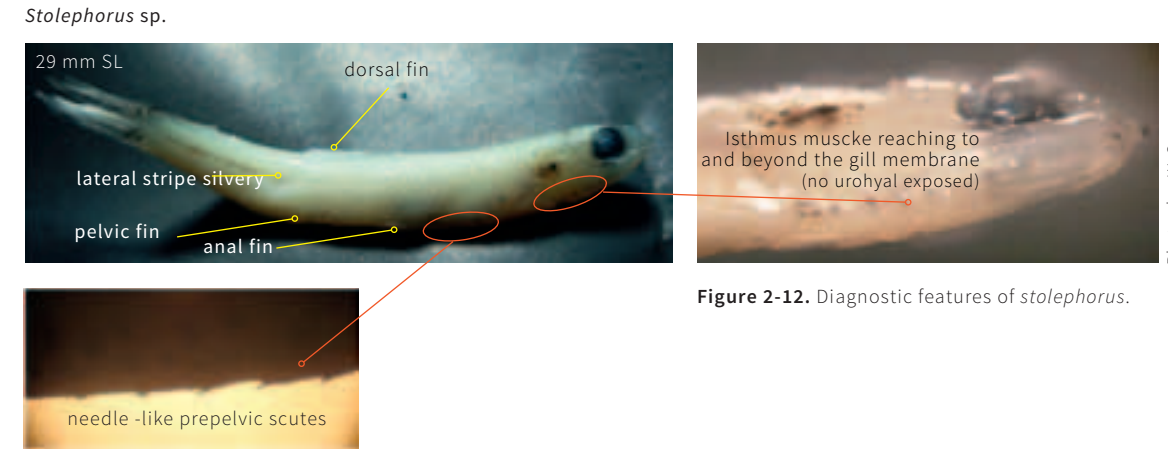 Stolephorus sp.
29 mm SL
dorsal fin
lateral stripe silvery
pelvic fin
anal fin
Isthmus muscke reaching to
and beyond the gill membrane
(no urohyal exposed)
Figure 2-12. Diagnostic features of stolephorus.
needle -like prepelvic scutes